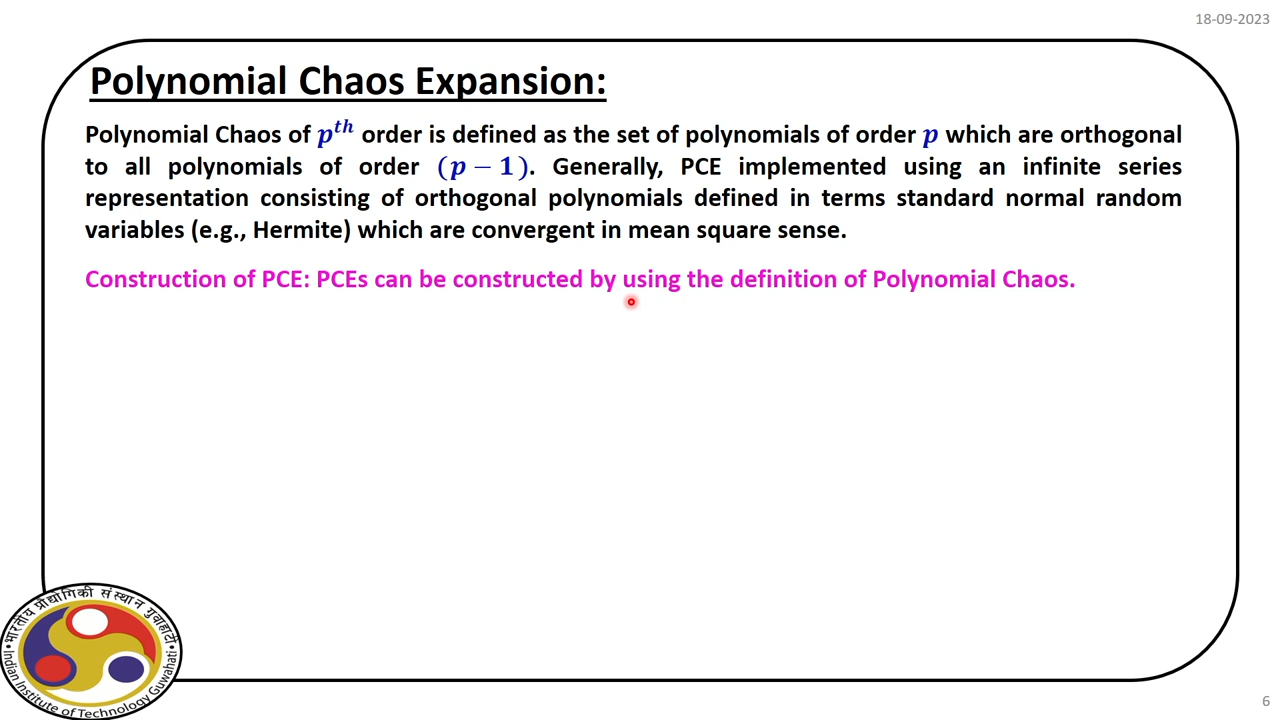 18-09-2023
Polynomial Chaos Expansion:
Polynomial Chaos of p^{th} order is defined as the set of polynomials of order p which are orthogonal
to all polynomials of order (p − 1). Generally, PCE implemented using an infinite series
representation consisting of orthogonal polynomials defined in terms standard normal random
variables (e.g., Hermite) which are convergent in mean square sense.
Construction of PCE: PCEs can be constructed by using the definition of Polynomial Chaos.
भारतीय प्रौद्योगिकी संस्थान गुवाहाटी
Indian Institute of Technology Guwahati
6